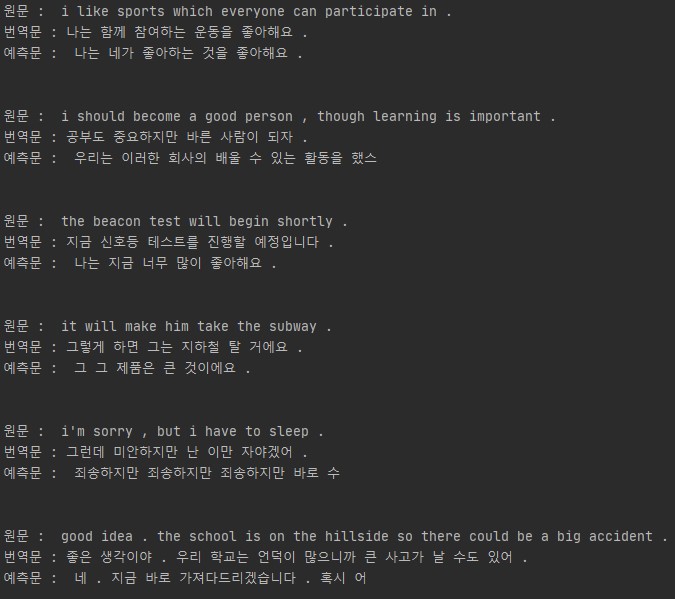 원문 :  i like sports which everyone can participate in .
번역문 : 나는 함께 참여하는 운동을 좋아해요 .
예측문 :  나는 네가 좋아하는 것을 좋아해요 .
원문 :  i should become a good person , though learning is important .
번역문 : 공부도 중요하지만 바른 사람이 되자 .
예측문 :  우리는 이러한 회사의 배울 수 있는 활동을 했스
원문 :  the beacon test will begin shortly .
번역문 : 지금 신호등 테스트를 진행할 예정입니다 .
예측문 :  나는 지금 너무 많이 좋아해요 .
원문 :  it will make him take the subway .
번역문 : 그렇게 하면 그는 지하철 탈 거에요 .
예측문 :  그 그 제품은 큰 것이에요 .
원문 :  i'm sorry , but i have to sleep .
번역문 : 그런데 미안하지만 난 이만 자야겠어 .
예측문 :  죄송하지만 죄송하지만 죄송하지만 바로 수
원문 :  good idea . the school is on the hillside so there could be a big accident .
번역문 : 좋은 생각이야 . 우리 학교는 언덕이 많으니까 큰 사고가 날 수도 있어 .
예측문 :  네 . 지금 바로 가져다드리겠습니다 . 혹시 어